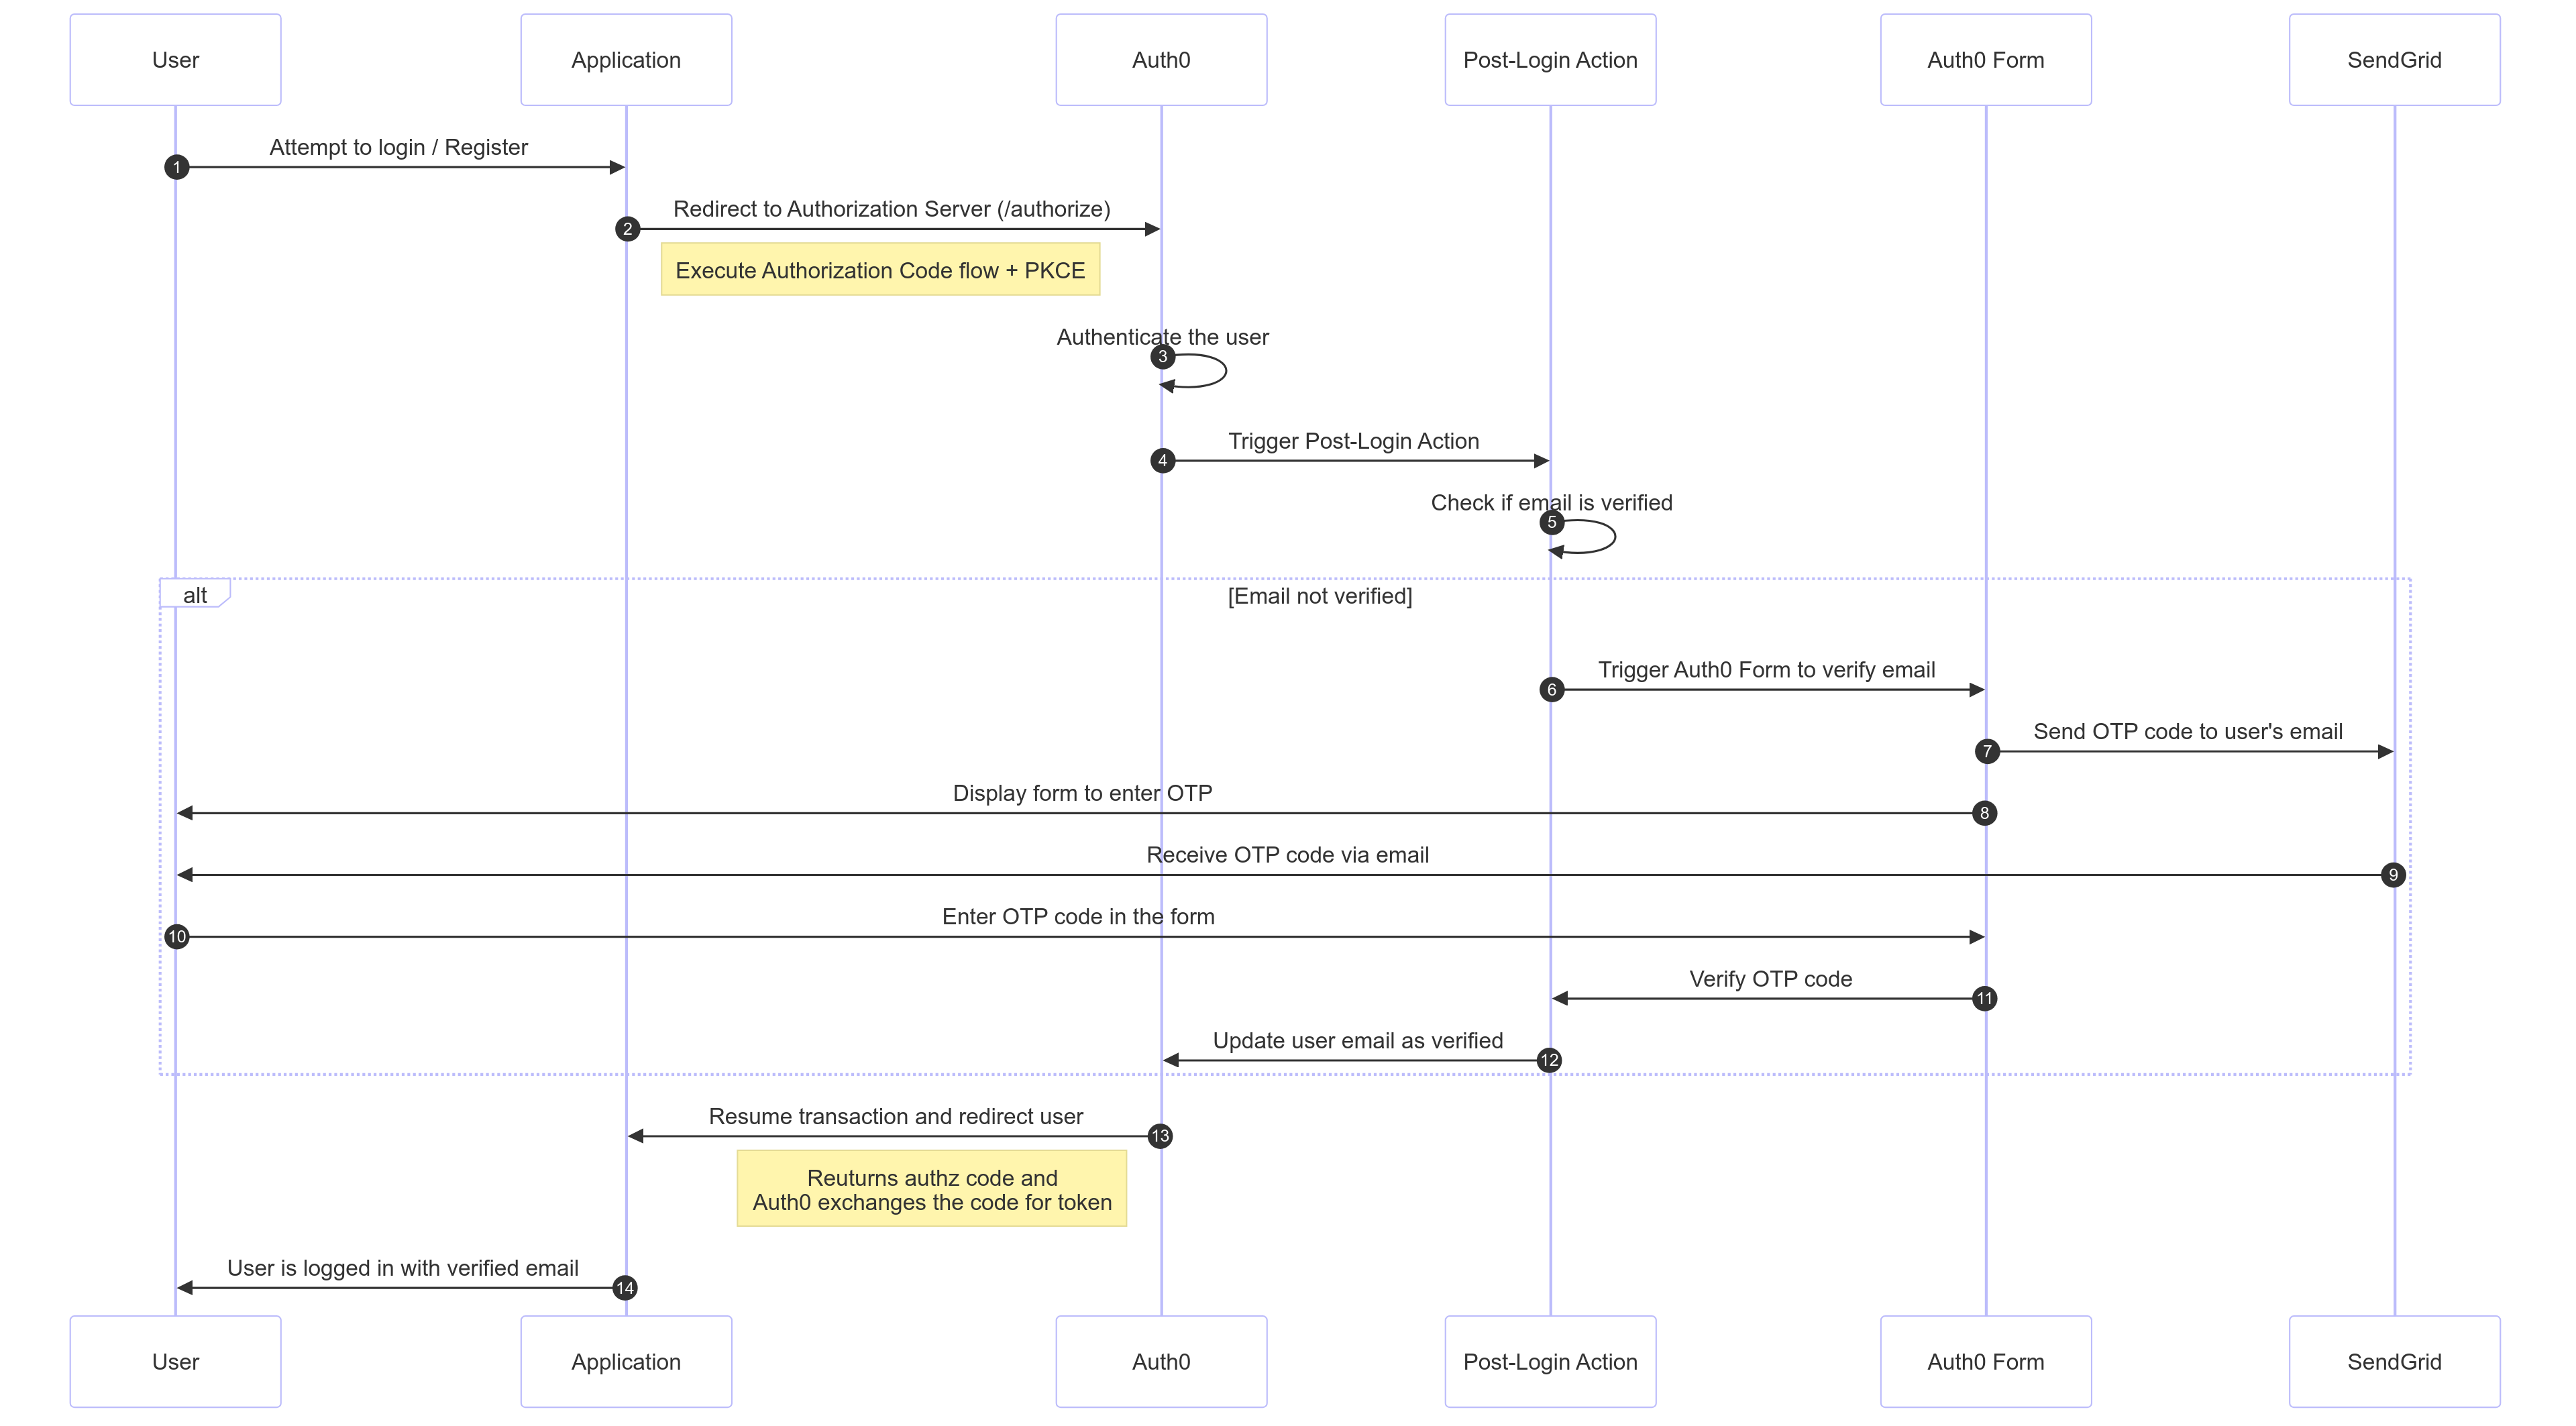 User
Application
Auth0
Post-Login Action
Auth0 Form
SendGrid
Attempt to login / Register
1
Redirect to Authorization Server (/authorize)
2
Execute Authorization Code flow + PKCE
Authenticate the user
3
Trigger Post-Login Action
4
Check if email is verified
5
alt
[Email not verified]
Trigger Auth0 Form to verify email
6
Send OTP code to user's email
7
Display form to enter OTP
8
Receive OTP code via email
9
Enter OTP code in the form
10
Verify OTP code
11
Update user email as verified
12
Resume transaction and redirect user
13
Reuturns authz code and
Auth0 exchanges the code for token
User is logged in with verified email
14
User
Application
Auth0
Post-Login Action
Auth0 Form
SendGrid